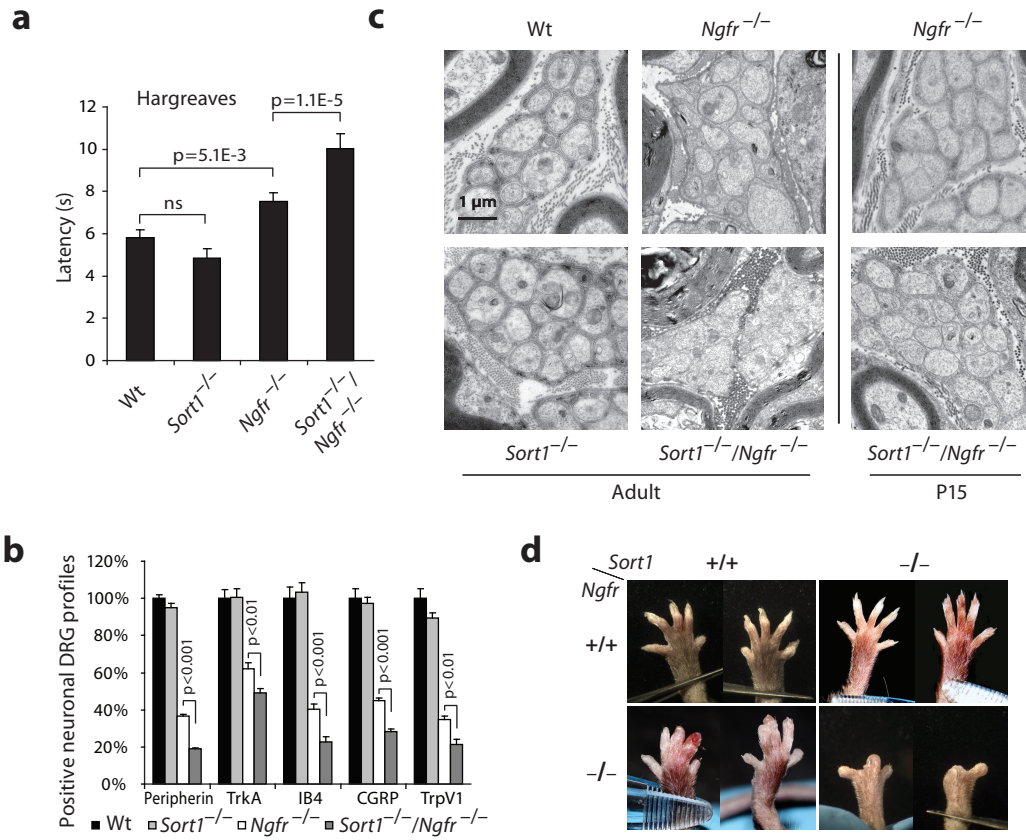 a
Hargreaves
p=1.1E-5
p=5.1E-3
ns
Latency (s)
12
10
8
6
4
2
0
Wt
Sort1−/−
Ngfr−/−
Sort1−/−/
Ngfr−/−
c
Wt
Ngfr−/−
Ngfr−/−
1 μm
Sort1−/−
Sort1−/−/Ngfr−/−
Sort1−/−/Ngfr−/−
Adult
P15
b
Positive neuronal DRG profiles
120%
100%
80%
60%
40%
20%
0%
p<0.001
p<0.01
p<0.001
p<0.001
p<0.01
Peripherin
TrkA
IB4
CGRP
TrpV1
Wt
Sort1−/−
Ngfr−/−
Sort1−/−/Ngfr−/−
d
Sort1
+/+
−/−
Ngfr
+/+
−/−